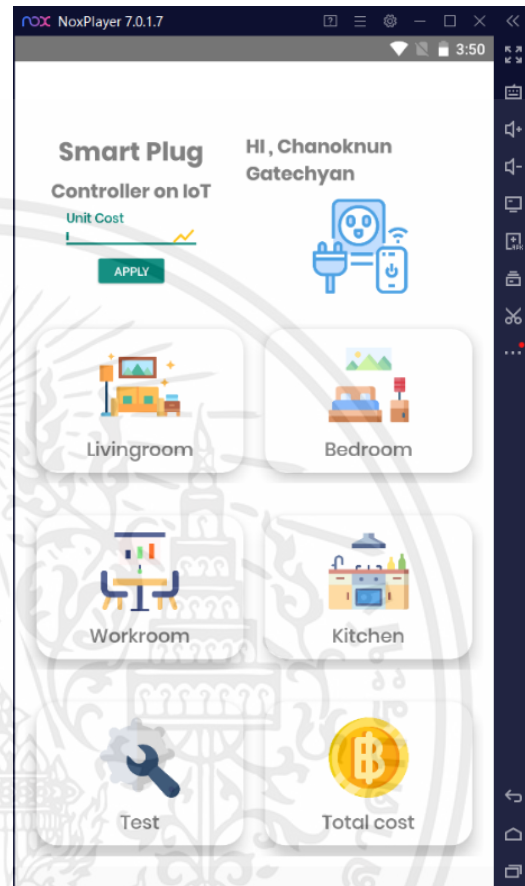 nox NoxPlayer 7.0.1.7
3:50
Smart Plug
Controller on IoT
HI , Chanoknun
Gatechyan
Unit Cost
APPLY
Livingroom
Bedroom
Workroom
Kitchen
Test
Total cost